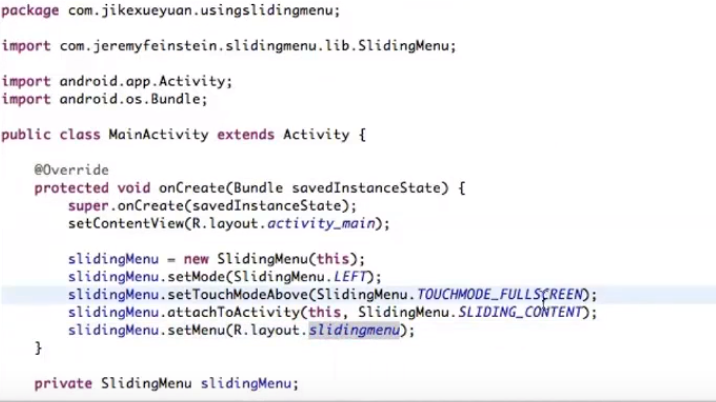 package com.jikexueyuan.usingslidingmenu;
import com.jeremyfeinstein.slidingmenu.lib.SlidingMenu;
import android.app.Activity;
import android.os.Bundle;
public class MainActivity extends Activity {
@Override
protected void onCreate(Bundle savedInstanceState) {
super.onCreate(savedInstanceState);
setContentView(R.layout.activity_main);
slidingMenu = new SlidingMenu(this);
slidingMenu.setMode(SlidingMenu.LEFT);
slidingMenu.setTouchModeAbove(SlidingMenu.TOUCHMODE_FULLSCREEN);
slidingMenu.attachToActivity(this, SlidingMenu.SLIDING_CONTENT);
slidingMenu.setMenu(R.layout.slidingmenu);
}
private SlidingMenu slidingMenu;